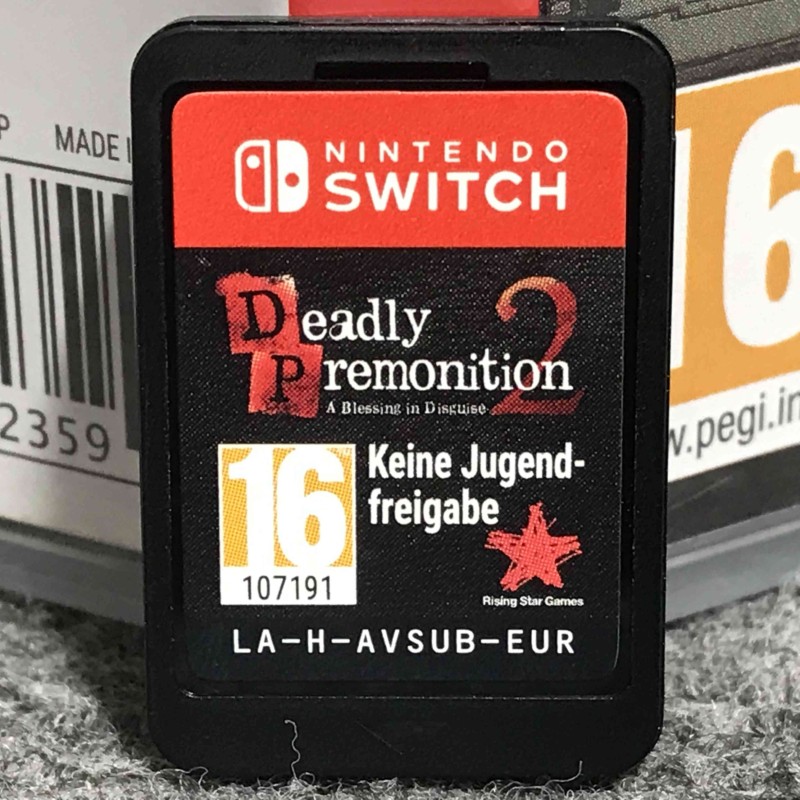 P MADE I
NINTENDO
SWITCH
Deadly
Premonition 2
A Blessing in Disguise
16
Keine Jugend-
freigabe
107191
Rising Star Games
LA-H-AVSUB-EUR
2359
16
w.pegi.in